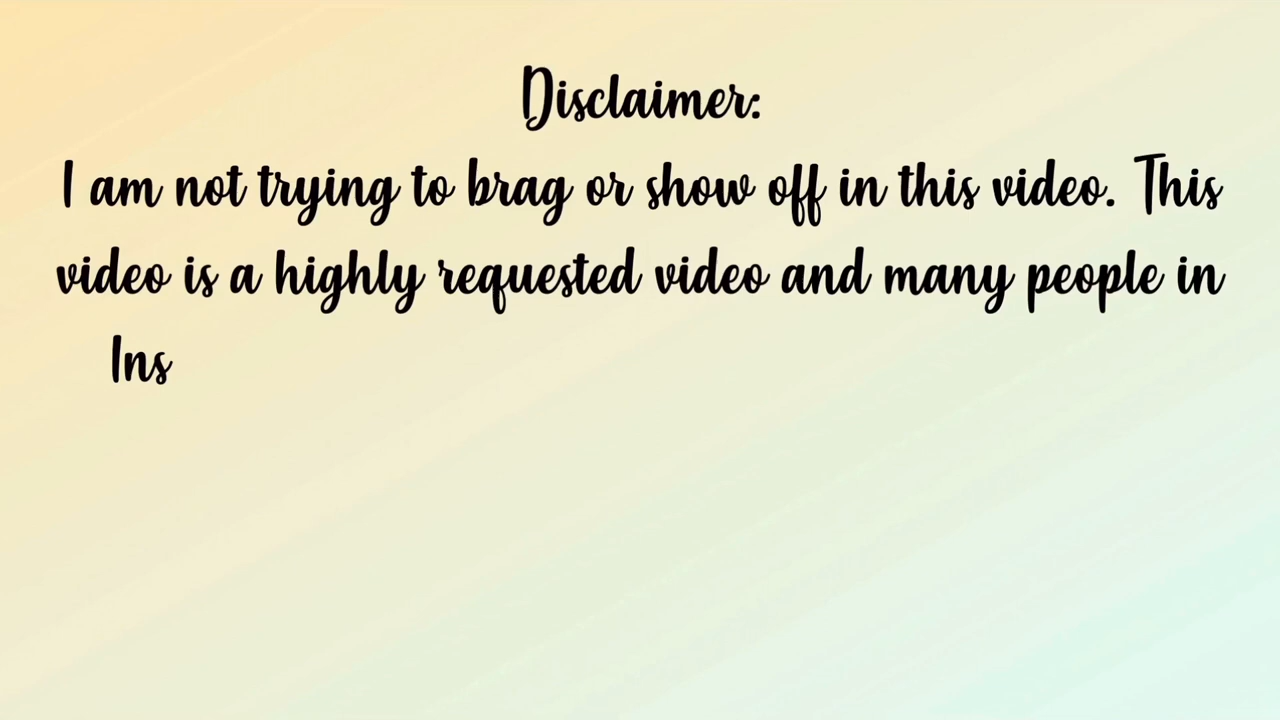 Disclaimer:
I am not trying to brag or show off in this video. This
video is a highly requested video and many people in
Ins